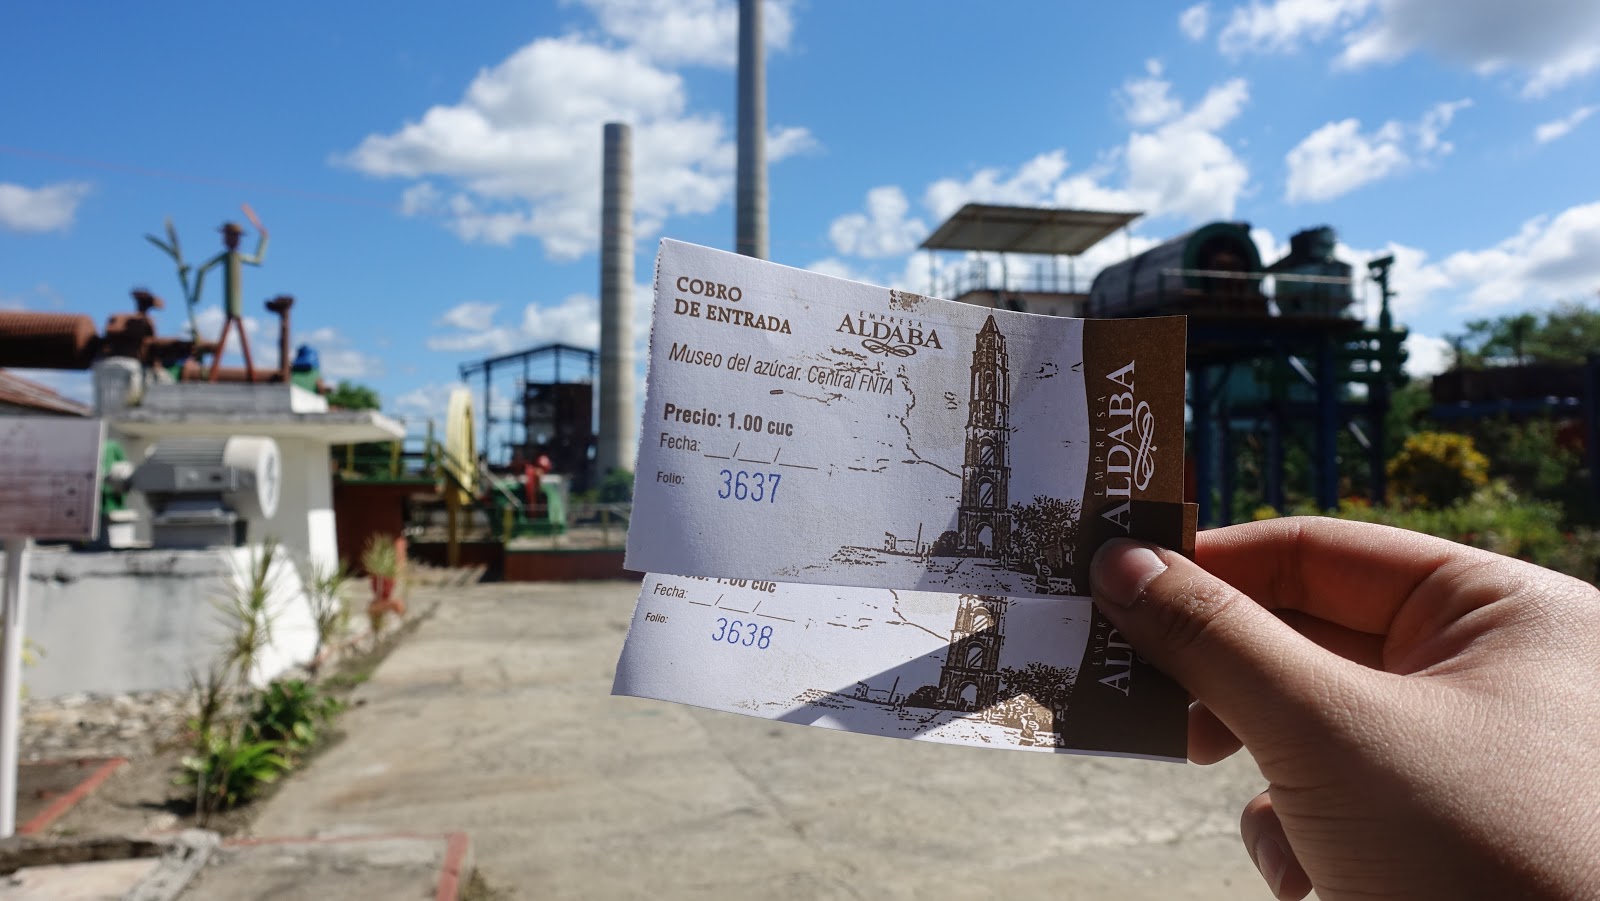 COBRO
DE ENTRADA
EMPRESA
ALDABA
Museo del azúcar. Central FNTA
Precio: 1.00 cuc
Fecha: __/__/__
Folio:
3637
EMPRESA
ALDABA
1.00 cuc
Fecha: __/__/__
Folio:
3638